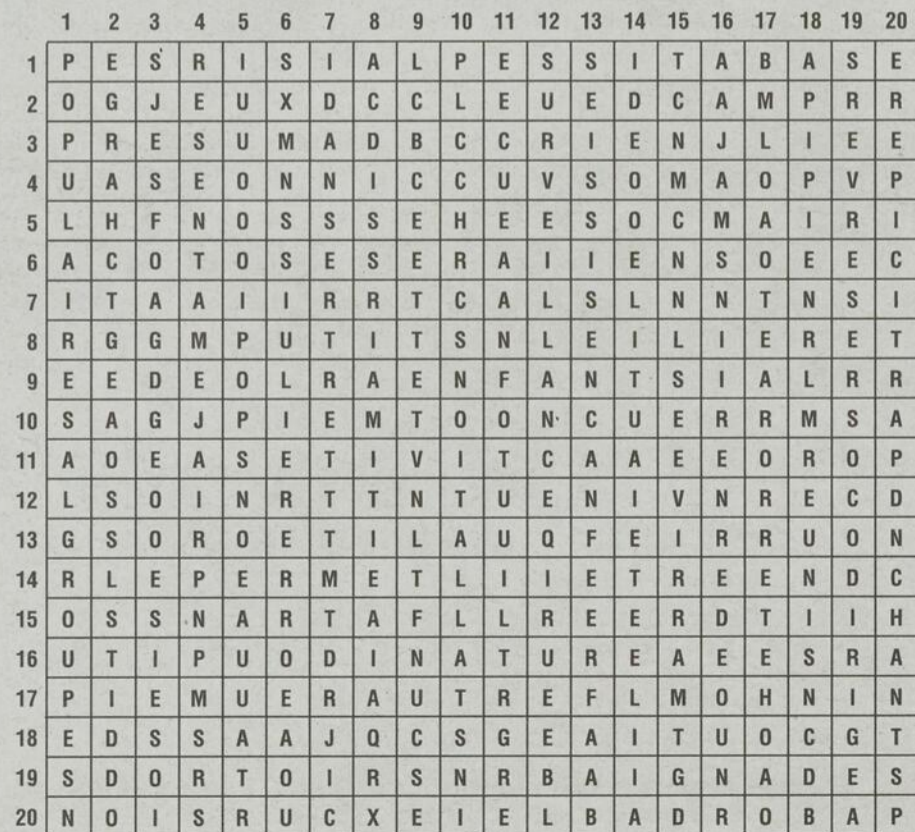 1 2 3 4 5 6 7 8 9 10 11 12 13 14 15 16 17 18 19 20
1 P E S R I S I A L P E S S I T A B A S E
2 O G J E U X D C C L E U E D C A M P R R
3 P R E S U M A D B C C R I E N J L I E E
4 U A S E O N N I C C U V S O M A O P V P
5 L H F N O S S S E H E E S O C M A I R I
6 A C O T O S E S E R A I I E N S O E E C
7 I T A A I I R R T C A L S L N N T N S I
8 R G G M P U T I T S N L E I L I E R E T
9 E E D E O L R A E N F A N T S I A L R R
10 S A G J P I E M T O O N C U E R R M S A
11 A O E A S E T I V I T C A A E E O R O P
12 L S O I N R T T N T U E N I V N R E C D
13 G S O R O E T I L A U Q F E I R R U O N
14 R L E P E R M E T L I I E T R E E N D C
15 O S S N A R T A F L L R E E R D T I I H
16 U T I P U O D I N A T U R E A E E S R A
17 P I E M U E R A U T R E F L M O H N I N
18 E D S S A A J Q C S G E A I T U O C G T
19 S D O R T O I R S N R B A I G N A D E S
20 N O I S R U C X E I E L B A D R O B A P